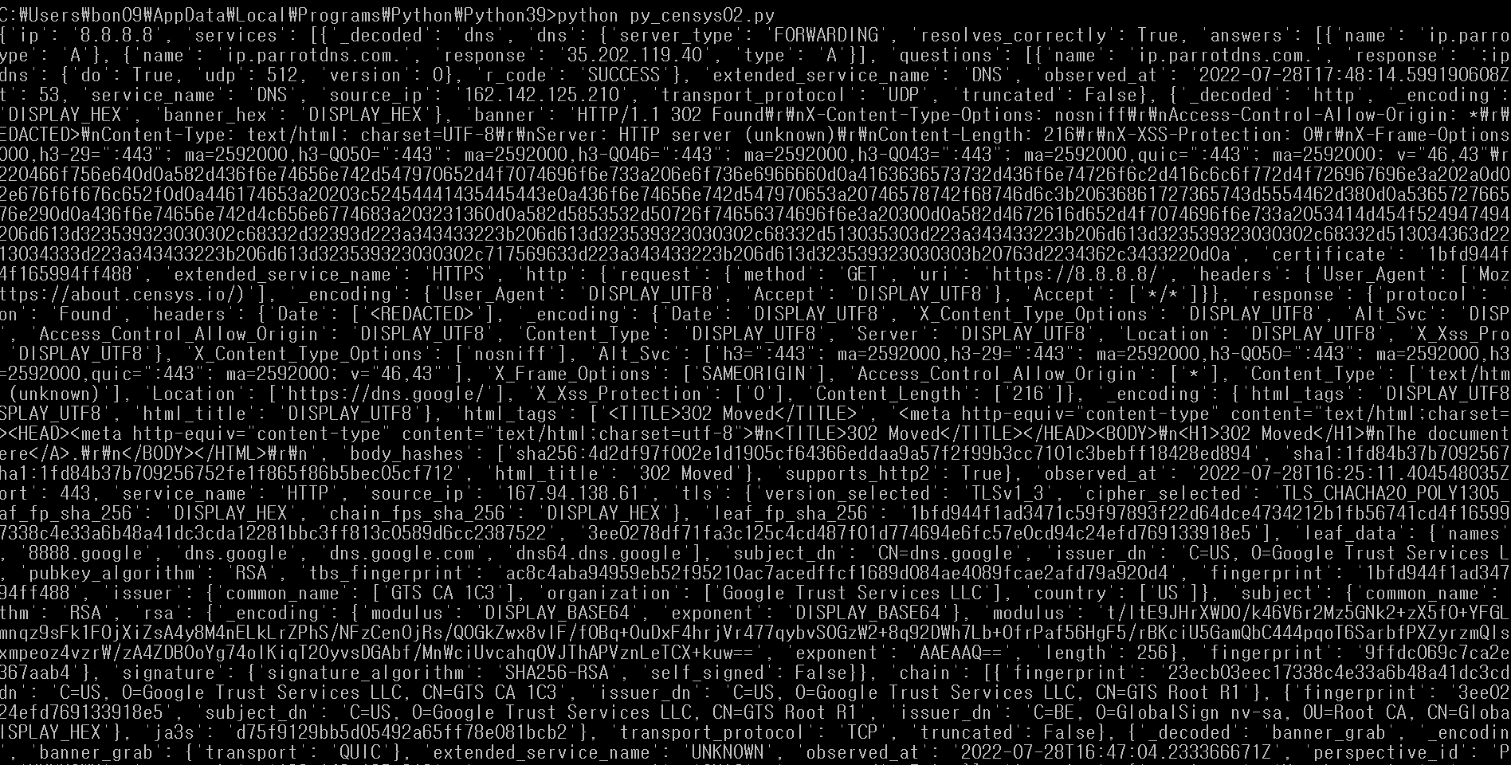 C:₩Users₩bon09₩AppData₩Local₩Programs₩Python₩Python39>python py_censys02.py
{'ip': '8.8.8.8', 'services': [{'_decoded': 'dns', 'dns': {'server_type': 'FORWARDING', 'resolves_correctly': True, 'answers': [{'name': 'ip.parro
ype': 'A'}, {'name': 'ip.parrotdns.com.', 'response': '35.202.119.40', 'type': 'A'}], 'questions': [{'name': 'ip.parrotdns.com.', 'response': ';ip
dns': {'do': True, 'udp': 512, 'version': 0}, 'r_code': 'SUCCESS'}, 'extended_service_name': 'DNS', 'observed_at': '2022-07-28T17:48:14.599190608Z
t': 53, 'service_name': 'DNS', 'source_ip': '162.142.125.210', 'transport_protocol': 'UDP', 'truncated': False}, {'_decoded': 'http', '_encoding':
'DISPLAY_HEX', 'banner_hex': 'DISPLAY_HEX'}, 'banner': 'HTTP/1.1 302 Found₩r₩nX-Content-Type-Options: nosniff₩r₩nAccess-Control-Allow-Origin: *₩r₩
EDACTED>₩nContent-Type: text/html; charset=UTF-8₩r₩nServer: HTTP server (unknown)₩r₩nContent-Length: 216₩r₩nX-XSS-Protection: 0₩r₩nX-Frame-Options
000,h3-29=":443"; ma=2592000,h3-Q050=":443"; ma=2592000,h3-Q046=":443"; ma=2592000,h3-Q043=":443"; ma=2592000,quic=":443"; ma=2592000; v="46,43"₩r
220466f756e640d0a582d436f6e74656e742d547970652d4f7074696f6e733a206e6f736e6966660d0a4163636573732d436f6e74726f6c2d416c6c6f772d4f726967696e3a202a0d0
2e676f6f676c652f0d0a446174653a20203c52454441435445443e0a436f6e74656e742d547970653a20746578742f68746d6c3b20636861727365743d5554462d380d0a5365727665
76e290d0a436f6e74656e742d4c656e6774683a203231360d0a582d5853532d50726f74656374696f6e3a20300d0a582d4672616d652d4f7074696f6e733a2053414d454f524947494
206d613d323539323030302c68332d32393d223a343433223b206d613d323539323030302c68332d513035303d223a343433223b206d613d323539323030302c68332d513034363d22
13034333d223a343433223b206d613d323539323030302c717569633d223a343433223b206d613d323539323030303b20763d2234362c3433220d0a', 'certificate': '1bfd944f
4f165994ff488', 'extended_service_name': 'HTTPS', 'http': {'request': {'method': 'GET', 'uri': 'https://8.8.8.8/', 'headers': {'User_Agent': ['Moz
ttps://about.censys.io/)'], '_encoding': {'User_Agent': 'DISPLAY_UTF8', 'Accept': 'DISPLAY_UTF8'}, 'Accept': ['*/*']}}, 'response': {'protocol':
on': 'Found', 'headers': {'Date': ['<REDACTED>'], '_encoding': {'Date': 'DISPLAY_UTF8', 'X_Content_Type_Options': 'DISPLAY_UTF8', 'Alt_Svc': 'DISP
', 'Access_Control_Allow_Origin': 'DISPLAY_UTF8', 'Content_Type': 'DISPLAY_UTF8', 'Server': 'DISPLAY_UTF8', 'Location': 'DISPLAY_UTF8', 'X_Xss_Pro
'DISPLAY_UTF8'}, 'X_Content_Type_Options': ['nosniff'], 'Alt_Svc': ['h3=":443"; ma=2592000,h3-29=":443"; ma=2592000,h3-Q050=":443"; ma=2592000,h3-
=2592000,quic=":443"; ma=2592000; v="46,43"'], 'X_Frame_Options': ['SAMEORIGIN'], 'Access_Control_Allow_Origin': ['*'], 'Content_Type': ['text/htm
(unknown)'], 'Location': ['https://dns.google/'], 'X_Xss_Protection': ['0'], 'Content_Length': ['216']}, '_encoding': {'html_tags': 'DISPLAY_UTF8
SPLAY_UTF8', 'html_title': 'DISPLAY_UTF8'}, 'html_tags': ['<TITLE>302 Moved</TITLE>', '<meta http-equiv="content-type" content="text/html;charset=
><HEAD><meta http-equiv="content-type" content="text/html;charset=utf-8">₩n<TITLE>302 Moved</TITLE></HEAD><BODY>₩n<H1>302 Moved</H1>₩nThe document
ere</A>.₩r₩n</BODY></HTML>₩r₩n', 'body_hashes': ['sha256:4d2df97f002e1d1905cf64366eddaa9a57f2f99b3cc7101c3bebff18428ed894', 'sha1:1fd84b37b7092567
ha1:1fd84b37b709256752fe1f865f86b5bec05cf712', 'html_title': '302 Moved'}, 'supports_http2': True}, 'observed_at': '2022-07-28T16:25:11.4045480357
ort': 443, 'service_name': 'HTTP', 'source_ip': '167.94.138.61', 'tls': {'version_selected': 'TLSv1_3', 'cipher_selected': 'TLS_CHACHA20_POLY1305_
af_fp_sha_256': 'DISPLAY_HEX', 'chain_fps_sha_256': 'DISPLAY_HEX'}, 'leaf_fp_sha_256': '1bfd944f1ad3471c59f97893f22d64dce4734212b1fb56741cd4f16599
7338c4e33a6b48a41dc3cda12281bbc3ff813c0589d6cc2387522', '3ee0278df71fa3c125c4cd487f01d774694e6fc57e0cd94c24efd769133918e5'], 'leaf_data': {'names'
, '8888.google', 'dns.google', 'dns.google.com', 'dns64.dns.google'], 'subject_dn': 'CN=dns.google', 'issuer_dn': 'C=US, O=Google Trust Services L
, 'pubkey_algorithm': 'RSA', 'tbs_fingerprint': 'ac8c4aba94959eb52f95210ac7acedffcf1689d084ae4089fcae2afd79a920d4', 'fingerprint': '1bfd944f1ad347
94ff488', 'issuer': {'common_name': ['GTS CA 1C3'], 'organization': ['Google Trust Services LLC'], 'country': ['US']}, 'subject': {'common_name':
thm': 'RSA', 'rsa': {'_encoding': {'modulus': 'DISPLAY_BASE64', 'exponent': 'DISPLAY_BASE64'}, 'modulus':
'exponent': 'AAEAAQ==', 'length': 256}, 'fingerprint': '9ffdc069c7ca2e
367aab4'}, 'signature': {'signature_algorithm': 'SHA256-RSA', 'self_signed': False}}, 'chain': [{'fingerprint': '23ecb03eec17338c4e33a6b48a41dc3cd
dn': 'C=US, O=Google Trust Services LLC, CN=GTS CA 1C3', 'issuer_dn': 'C=US, O=Google Trust Services LLC, CN=GTS Root R1'}, {'fingerprint': '3ee02
24efd769133918e5', 'subject_dn': 'C=US, O=Google Trust Services LLC, CN=GTS Root R1', 'issuer_dn': 'C=BE, O=GlobalSign nv-sa, OU=Root CA, CN=Globa
ISPLAY_HEX'}, 'ja3s': 'd75f9129bb5d05492a65ff78e081bcb2'}, 'transport_protocol': 'TCP', 'truncated': False}, {'_decoded': 'banner_grab', '_encodin
', 'banner_grab': {'transport': 'QUIC'}, 'extended_service_name': 'UNKNOWN', 'observed_at': '2022-07-28T16:47:04.233366671Z', 'perspective_id': 'P